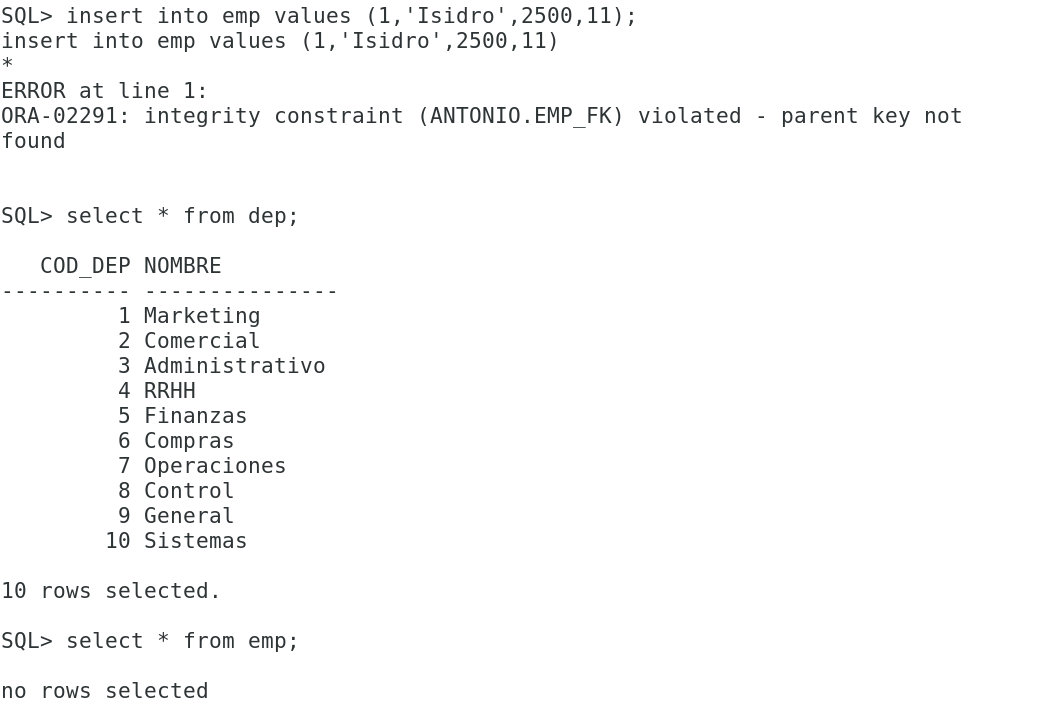 SQL> insert into emp values (1,'Isidro',2500,11);
insert into emp values (1,'Isidro',2500,11)
*
ERROR at line 1:
ORA-02291: integrity constraint (ANTONIO.EMP_FK) violated - parent key not
found
SQL> select * from dep;
COD_DEP NOMBRE
---------- ---------------
1 Marketing
2 Comercial
3 Administrativo
4 RRHH
5 Finanzas
6 Compras
7 Operaciones
8 Control
9 General
10 Sistemas
10 rows selected.
SQL> select * from emp;
no rows selected